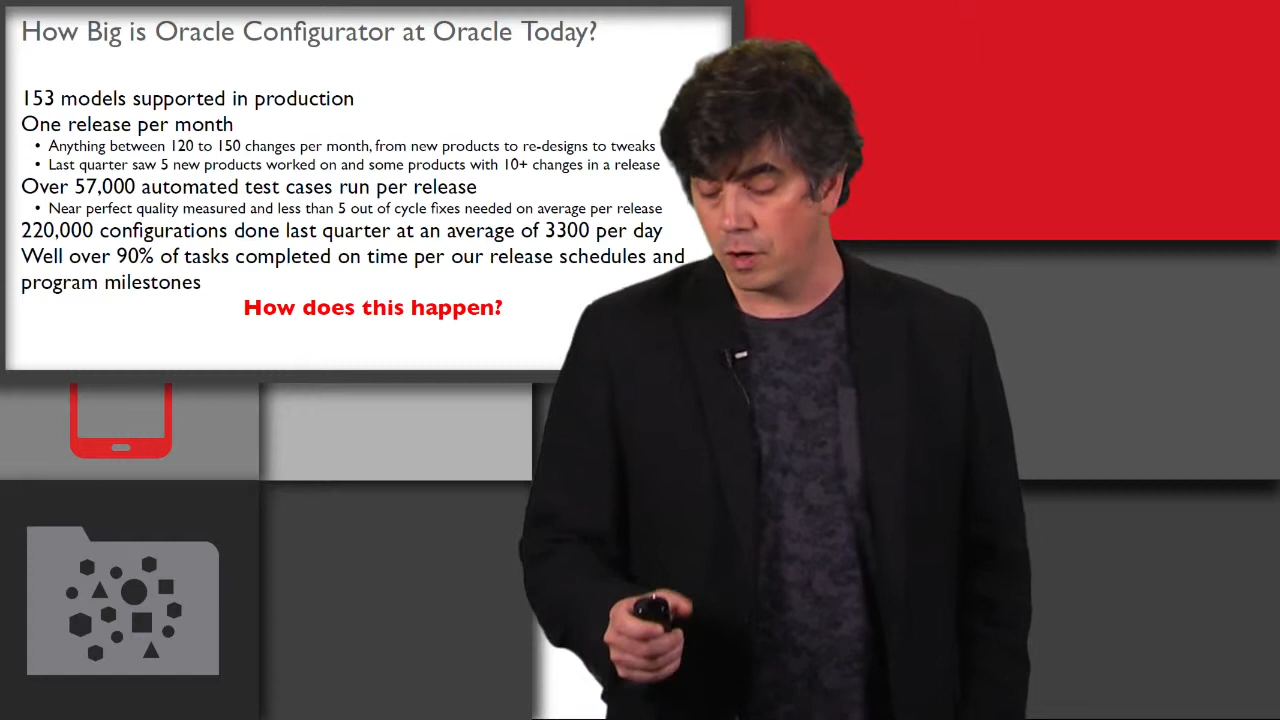 How Big is Oracle Configurator at Oracle Today?
153 models supported in production
One release per month
• Anything between 120 to 150 changes per month, from new products to re-designs to tweaks
• Last quarter saw 5 new products worked on and some products with 10+ changes in a release
Over 57,000 automated test cases run per release
• Near perfect quality measured and less than 5 out of cycle fixes needed on average per release
220,000 configurations done last quarter at an average of 3300 per day
Well over 90% of tasks completed on time per our release schedules and
program milestones
How does this happen?